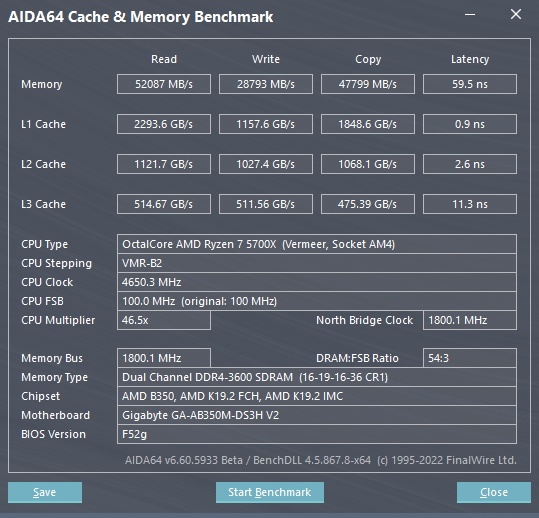 AIDA64 Cache & Memory Benchmark
Read Write Copy Latency
Memory 52087 MB/s 28793 MB/s 47799 MB/s 59.5 ns
L1 Cache 2293.6 GB/s 1157.6 GB/s 1848.6 GB/s 0.9 ns
L2 Cache 1121.7 GB/s 1027.4 GB/s 1068.1 GB/s 2.6 ns
L3 Cache 514.67 GB/s 511.56 GB/s 475.39 GB/s 11.3 ns
CPU Type OctalCore AMD Ryzen 7 5700X (Vermeer, Socket AM4)
CPU Stepping VMR-B2
CPU Clock 4650.3 MHz
CPU FSB 100.0 MHz (original: 100 MHz)
CPU Multiplier 46.5x North Bridge Clock 1800.1 MHz
Memory Bus 1800.1 MHz DRAM:FSB Ratio 54:3
Memory Type Dual Channel DDR4-3600 SDRAM (16-19-16-36 CR1)
Chipset AMD B350, AMD K19.2 FCH, AMD K19.2 IMC
Motherboard Gigabyte GA-AB350M-DS3H V2
BIOS Version F52g
AIDA64 v6.60.5933 Beta / BenchDLL 4.5.867.8-x64 (c) 1995-2022 FinalWire Ltd.
Save Start Benchmark Close